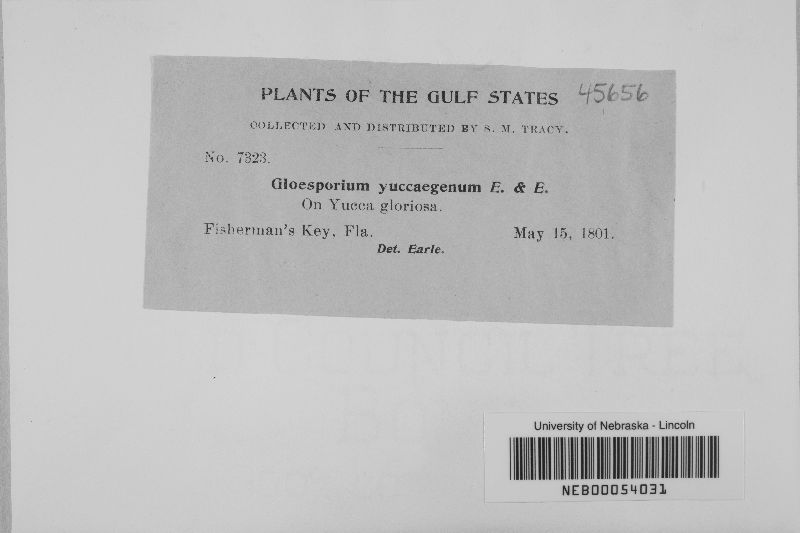 PLANTS OF THE GULF STATES 45656
COLLECTED AND DISTRIBUTED BY S. M. TRACY.
No. 7323.
Gloesporium yuccaegenum E. & E.
On Yucca gloriosa.
Fisherman's Key, Fla. May 15, 1801.
Det. Earle.
University of Nebraska - Lincoln
NEB00054031